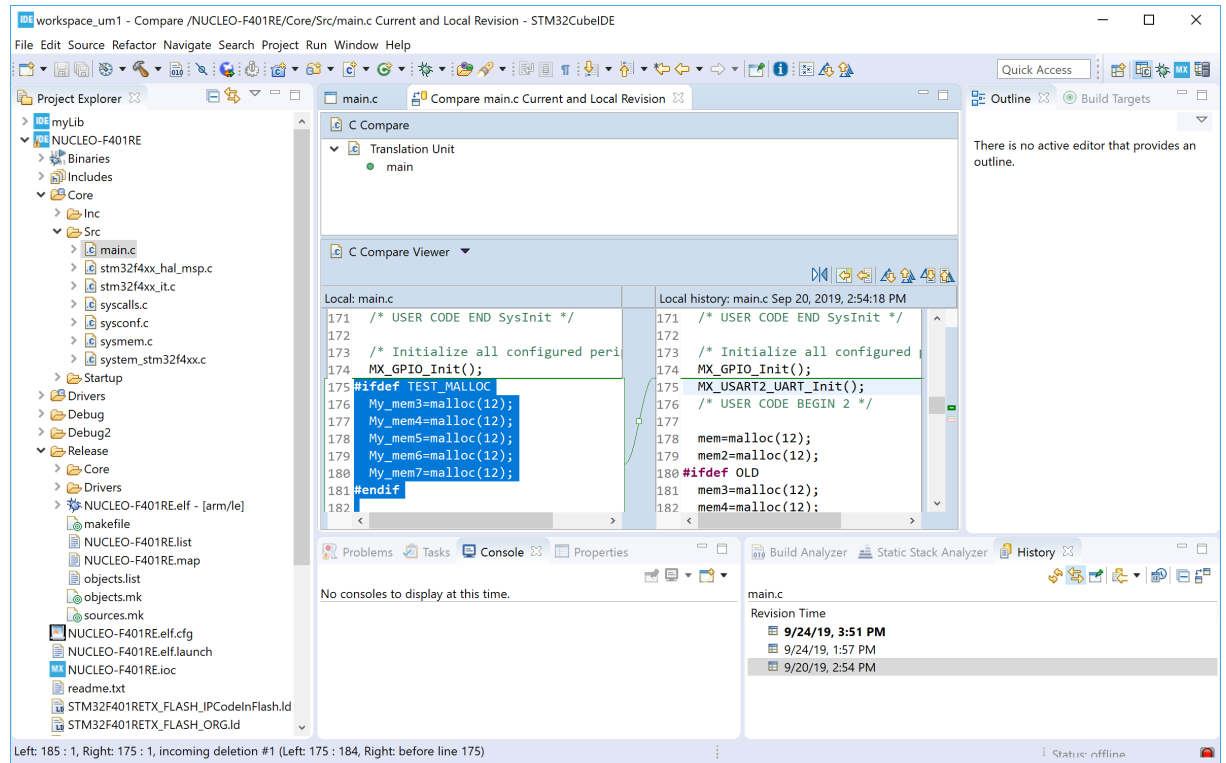 IDE workspace_um1 - Compare /NUCLEO-F401RE/Core/Src/main.c Current and Local Revision - STM32CubeIDE
File Edit Source Refactor Navigate Search Project Run Window Help
Quick Access
MX
Project Explorer
IDE myLib
IDE NUCLEO-F401RE
Binaries
Includes
Core
Inc
Src
main.c
stm32f4xx_hal_msp.c
stm32f4xx_it.c
syscalls.c
sysconf.c
sysmem.c
system_stm32f4xx.c
Startup
Drivers
Debug
Debug2
Release
Core
Drivers
NUCLEO-F401RE.elf - [arm/le]
makefile
NUCLEO-F401RE.list
NUCLEO-F401RE.map
objects.list
objects.mk
sources.mk
NUCLEO-F401RE.elf.cfg
NUCLEO-F401RE.elf.launch
MX NUCLEO-F401RE.ioc
readme.txt
STM32F401RETX_FLASH_IPCodeInFlash.ld
STM32F401RETX_FLASH_ORG.ld
main.c
Compare main.c Current and Local Revision
C Compare
Translation Unit
main
C Compare Viewer
Local: main.c
171 /* USER CODE END SysInit */
172
173 /* Initialize all configured peri
174 MX_GPIO_Init();
175 #ifdef TEST_MALLOC
176 My_mem3=malloc(12);
177 My_mem4=malloc(12);
178 My_mem5=malloc(12);
179 My_mem6=malloc(12);
180 My_mem7=malloc(12);
181 #endif
182
Local history: main.c Sep 20, 2019, 2:54:18 PM
171 /* USER CODE END SysInit */
172
173 /* Initialize all configured p
174 MX_GPIO_Init();
175 MX_USART2_UART_Init();
176 /* USER CODE BEGIN 2 */
177
178 mem=malloc(12);
179 mem2=malloc(12);
180 #ifdef OLD
181 mem3=malloc(12);
182 mem4=malloc(12);
Outline
Build Targets
There is no active editor that provides an
outline.
Problems
Tasks
Console
Properties
No consoles to display at this time.
Build Analyzer
Static Stack Analyzer
History
main.c
Revision Time
9/24/19, 3:51 PM
9/24/19, 1:57 PM
9/20/19, 2:54 PM
Left: 185 : 1, Right: 175 : 1, incoming deletion #1 (Left: 175 : 184, Right: before line 175)
Status: offline